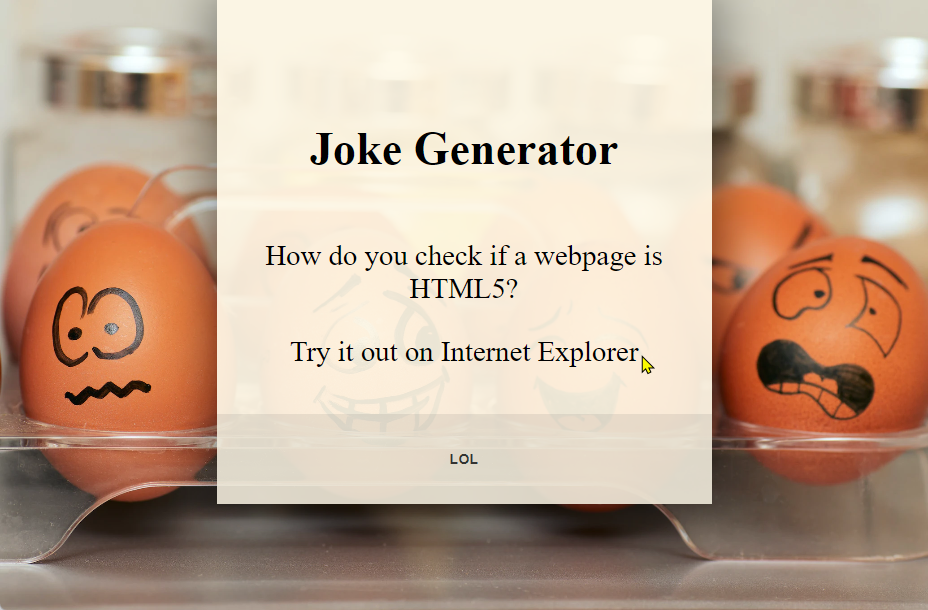 Joke Generator
How do you check if a webpage is
HTML5?
Try it out on Internet Explorer
LOL